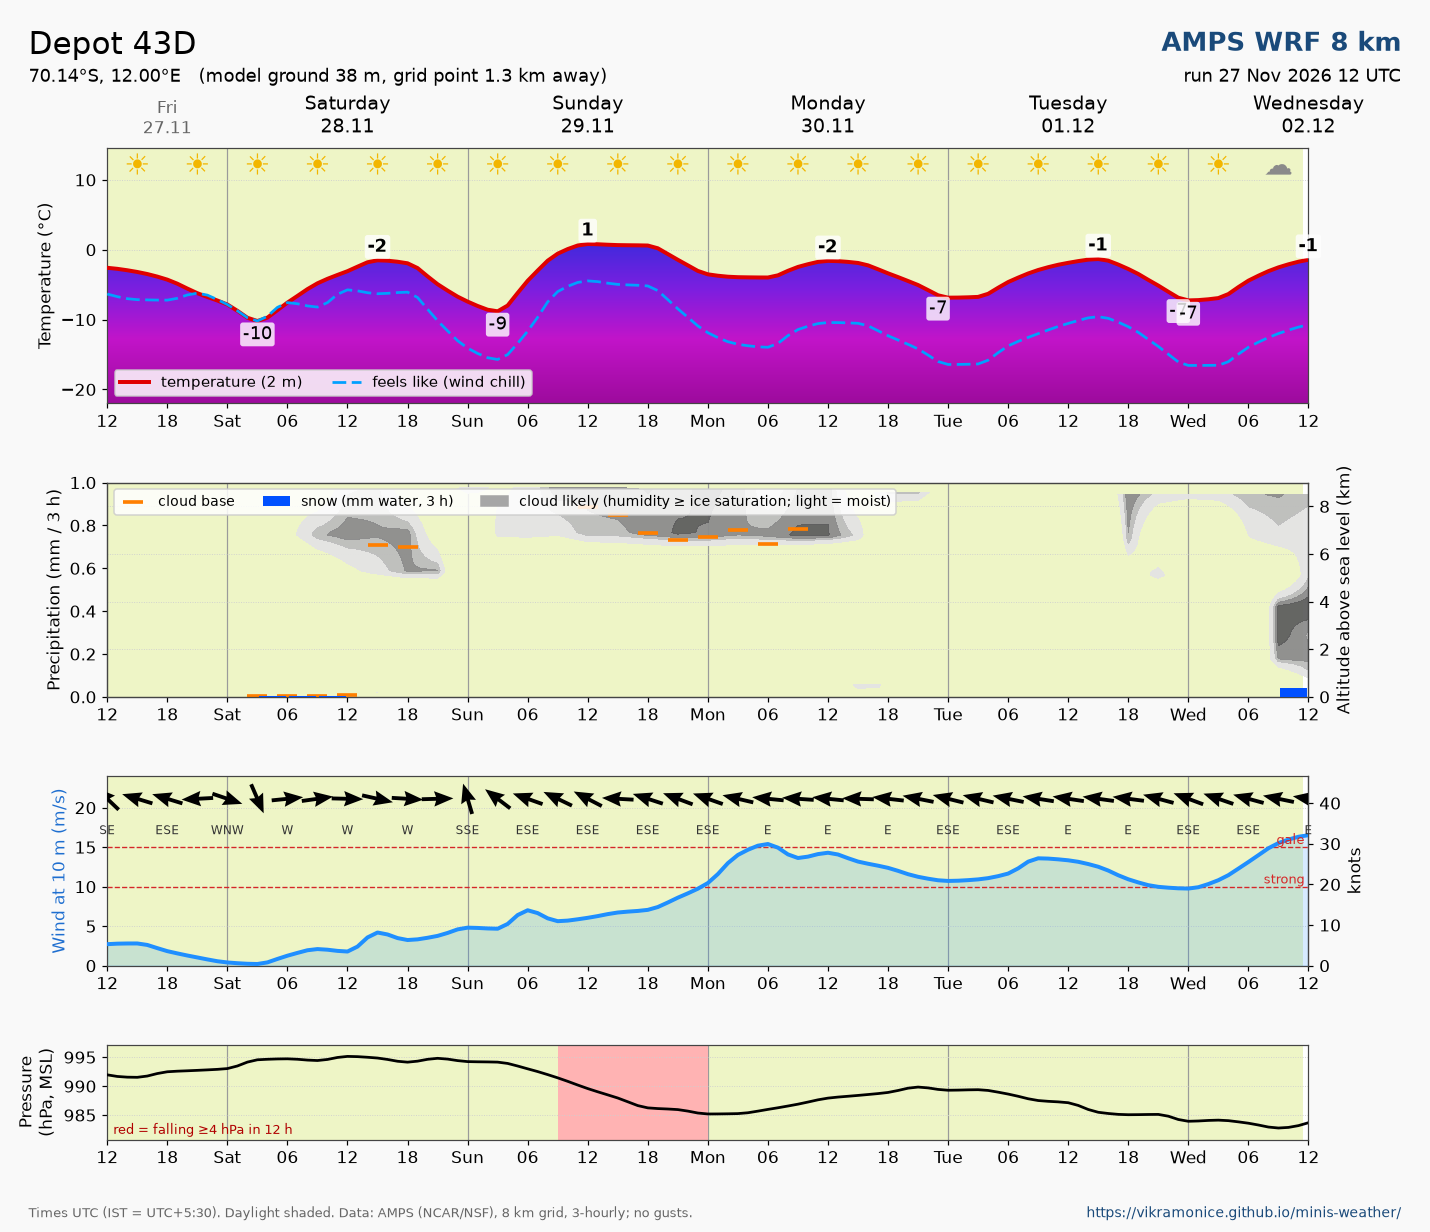 Depot 43D
AMPS WRF 8 km
70.14°S, 12.00°E (model ground 38 m, grid point 1.3 km away)
run 27 Nov 2026 12 UTC
Fri Saturday Sunday Monday Tuesday Wednesday
27.11 28.11 29.11 30.11 01.12 02.12
Temperature (°C)
10
0
−10
−20
-2 1 -2 -1 -1
-10 -9 -7 -7
temperature (2 m) feels like (wind chill)
12 18 Sat 06 12 18 Sun 06 12 18 Mon 06 12 18 Tue 06 12 18 Wed 06 12
Precipitation (mm / 3 h)
1.0
0.8
0.6
0.4
0.2
0.0
cloud base snow (mm water, 3 h) cloud likely (humidity ≥ ice saturation; light = moist)
8
6
4
2
0
Altitude above sea level (km)
12 18 Sat 06 12 18 Sun 06 12 18 Mon 06 12 18 Tue 06 12 18 Wed 06 12
Wind at 10 m (m/s)
20
15
10
5
0
SE ESE WNW W W W SSE ESE ESE ESE ESE E E E ESE ESE E E ESE ESE E
gale
strong
40
30
20
10
0
knots
12 18 Sat 06 12 18 Sun 06 12 18 Mon 06 12 18 Tue 06 12 18 Wed 06 12
Pressure
(hPa, MSL)
995
990
985
red = falling ≥4 hPa in 12 h
12 18 Sat 06 12 18 Sun 06 12 18 Mon 06 12 18 Tue 06 12 18 Wed 06 12
Times UTC (IST = UTC+5:30). Daylight shaded. Data: AMPS (NCAR/NSF), 8 km grid, 3-hourly; no gusts.
https://vikramonice.github.io/minis-weather/